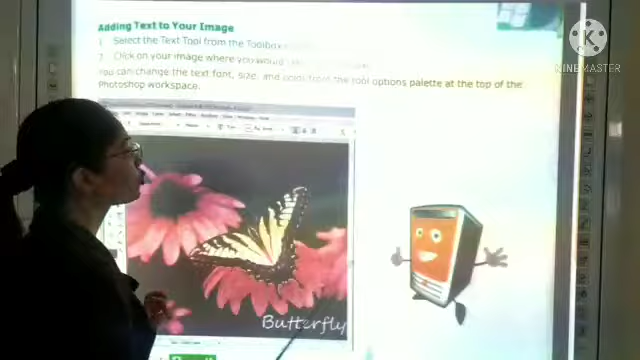 Adding Text to Your Image
1. Select the Text Tool from the Toolbox
2. Click on your image where you would
You can change the text font, size, and color from the tool options palette at the top of the
Photoshop workspace.
KINEMASTER
Butterfly